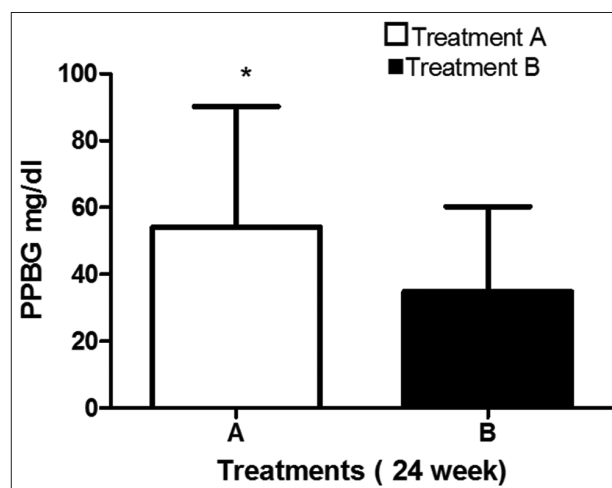 Treatment A
Treatment B
*
PPBG mg/dl
100
80
60
40
20
0
A
B
Treatments ( 24 week)